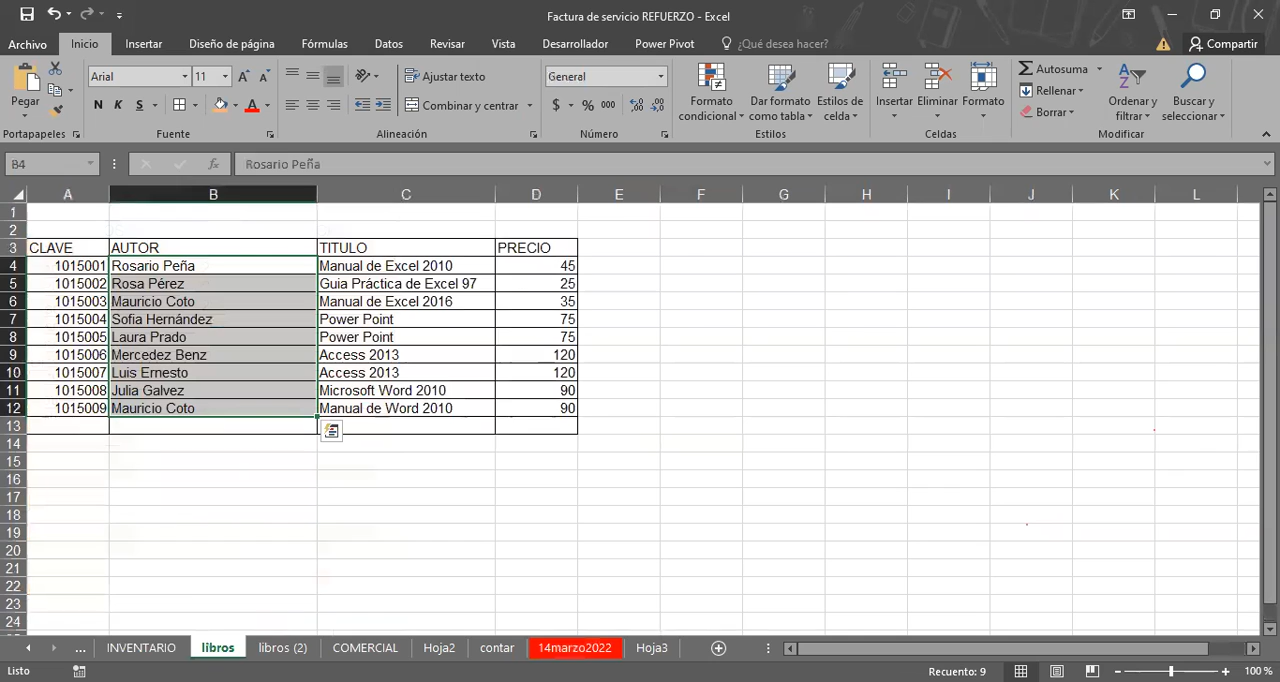 Factura de servicio REFUERZO - Excel
Archivo Inicio Insertar Diseño de página Fórmulas Datos Revisar Vista Desarrollador Power Pivot ¿Qué desea hacer? Compartir
Pegar
Arial 11
N K S
Ajustar texto
Combinar y centrar
General
$ % 000
Formato condicional
Dar formato como tabla
Estilos de celda
Insertar Eliminar Formato
Autosuma
Rellenar
Borrar
Ordenar y filtrar
Buscar y seleccionar
Portapapeles Fuente Alineación Número Estilos Celdas Modificar
B4 fx Rosario Peña
A B C D E F G H I J K L
1
2
3 CLAVE AUTOR TITULO PRECIO
4 1015001 Rosario Peña Manual de Excel 2010 45
5 1015002 Rosa Pérez Guia Práctica de Excel 97 25
6 1015003 Mauricio Coto Manual de Excel 2016 35
7 1015004 Sofia Hernández Power Point 75
8 1015005 Laura Prado Power Point 75
9 1015006 Mercedez Benz Access 2013 120
10 1015007 Luis Ernesto Access 2013 120
11 1015008 Julia Galvez Microsoft Word 2010 90
12 1015009 Mauricio Coto Manual de Word 2010 90
13
14
15
16
17
18
19
20
21
22
23
24
... INVENTARIO libros libros (2) COMERCIAL Hoja2 contar 14marzo2022 Hoja3
Listo Recuento: 9 100 %